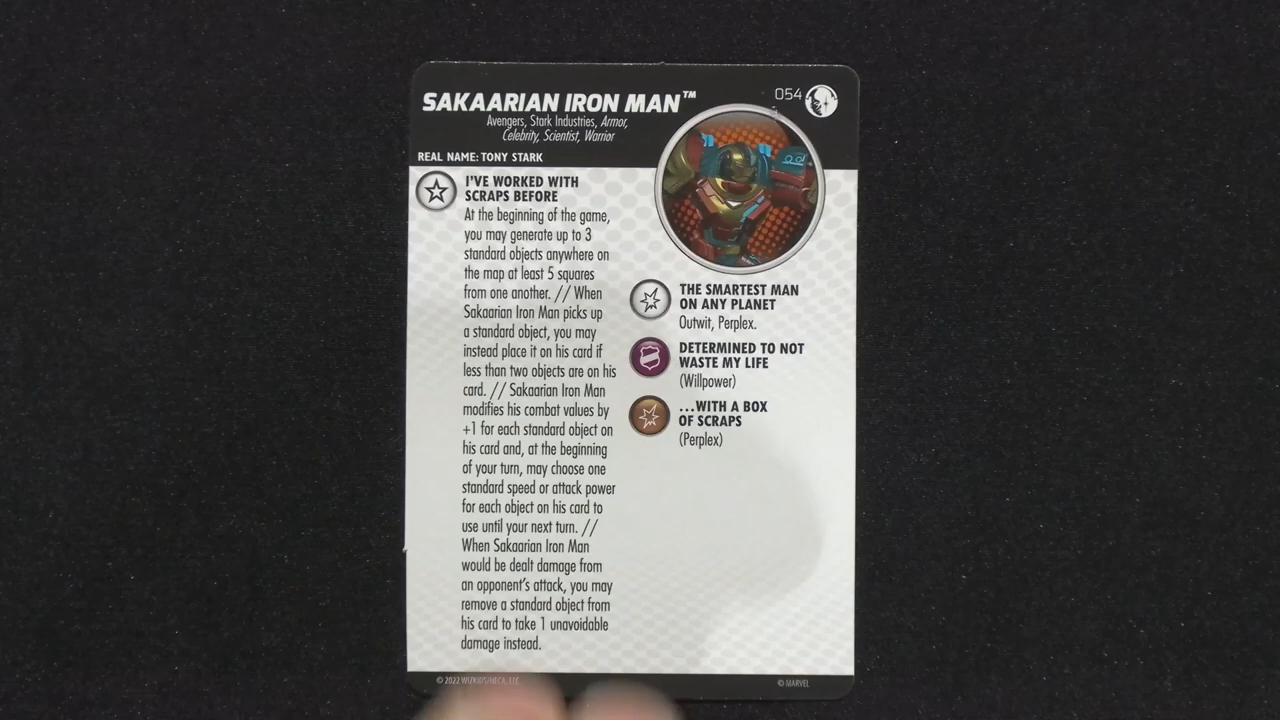 SAKAARIAN IRON MAN™
054
Avengers, Stark Industries, Armor,
Celebrity, Scientist, Warrior
REAL NAME: TONY STARK
I'VE WORKED WITH
SCRAPS BEFORE
At the beginning of the game,
you may generate up to 3
standard objects anywhere on
the map at least 5 squares
from one another. // When
Sakaarian Iron Man picks up
a standard object, you may
instead place it on his card if
less than two objects are on his
card. // Sakaarian Iron Man
modifies his combat values by
+1 for each standard object on
his card and, at the beginning
of your turn, may choose one
standard speed or attack power
for each object on his card to
use until your next turn. //
When Sakaarian Iron Man
would be dealt damage from
an opponent's attack, you may
remove a standard object from
his card to take 1 unavoidable
damage instead.
THE SMARTEST MAN
ON ANY PLANET
Outwit, Perplex.
DETERMINED TO NOT
WASTE MY LIFE
(Willpower)
...WITH A BOX
OF SCRAPS
(Perplex)
© 2022 WIZKIDS/NECA, LLC
© MARVEL